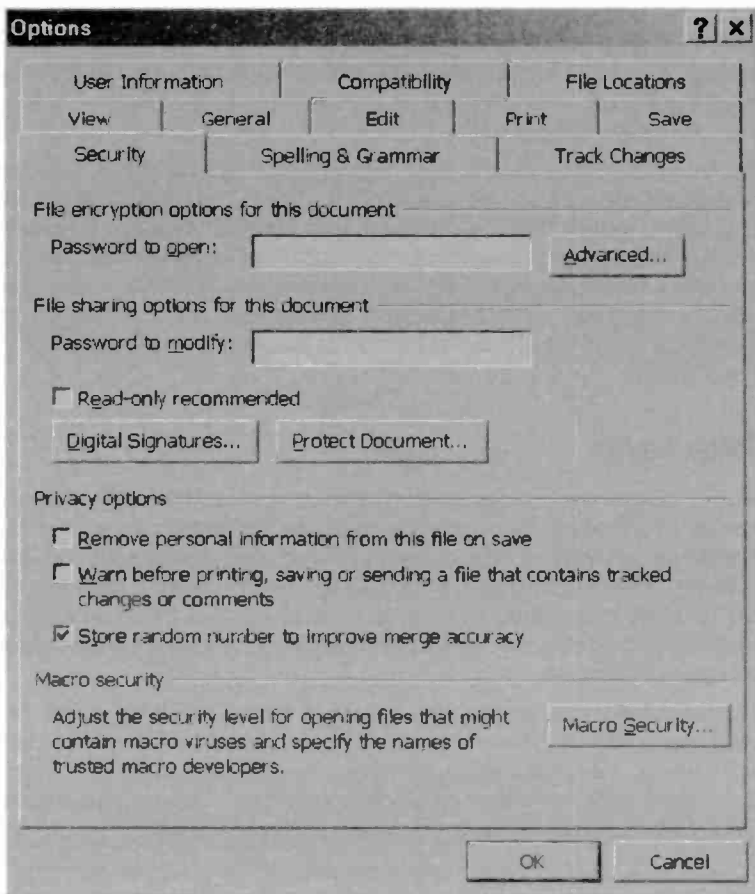 Options
? x
User Information Compatibility File Locations
View General Edit Print Save
Security Spelling & Grammar Track Changes
File encryption options for this document
Password to open:
Advanced...
File sharing options for this document
Password to modify:
Read-only recommended
Digital Signatures... Protect Document...
Privacy options
Remove personal information from this file on save
Warn before printing, saving or sending a file that contains tracked
changes or comments
Store random number to improve merge accuracy
Macro security
Adjust the security level for opening files that might
contain macro viruses and specify the names of
trusted macro developers.
Macro Security...
OK Cancel